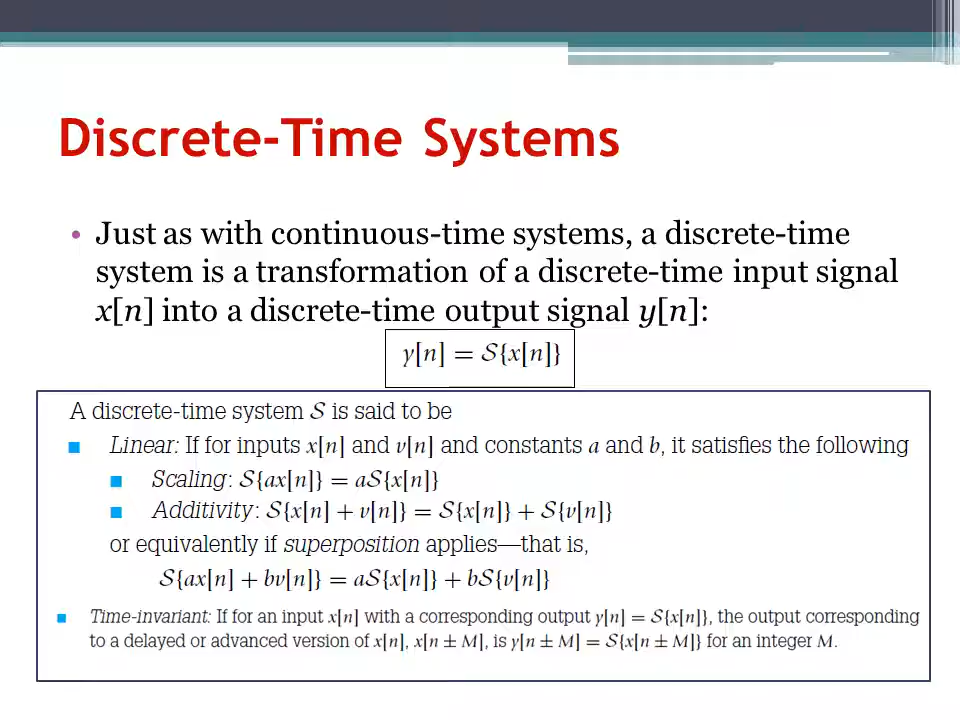 Discrete-Time Systems
• Just as with continuous-time systems, a discrete-time
system is a transformation of a discrete-time input signal
x[n] into a discrete-time output signal y[n]:
y[n] = S{x[n]}
A discrete-time system S is said to be
■ Linear: If for inputs x[n] and v[n] and constants a and b, it satisfies the following
■ Scaling: S{ax[n]} = aS{x[n]}
■ Additivity: S{x[n] + v[n]} = S{x[n]} + S{v[n]}
or equivalently if superposition applies—that is,
S{ax[n] + bv[n]} = aS{x[n]} + bS{v[n]}
■ Time-invariant: If for an input x[n] with a corresponding output y[n] = S{x[n]}, the output corresponding
to a delayed or advanced version of x[n], x[n ± M], is y[n ± M] = S{x[n ± M]} for an integer M.